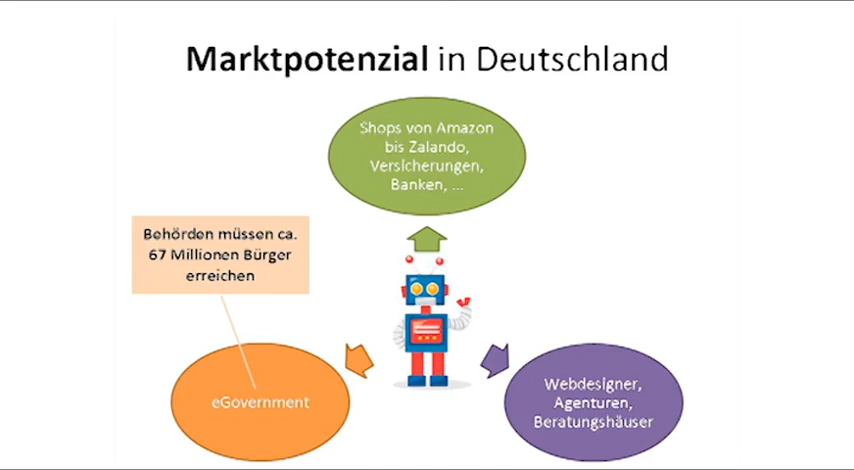 Marktpotenzial in Deutschland
Shops von Amazon
bis Zalando,
Versicherungen,
Banken, ...
Behörden müssen ca.
67 Millionen Bürger
erreichen
eGovernment
Webdesigner,
Agenturen,
Beratungshäuser